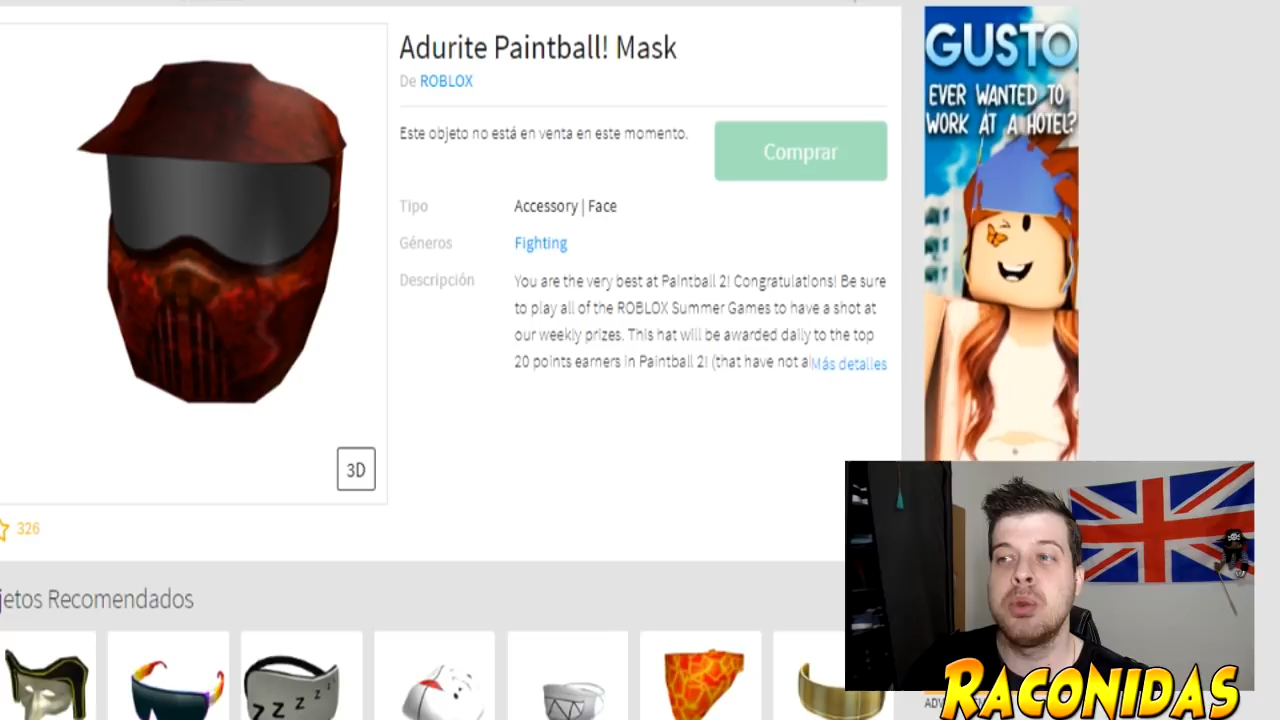 Adurite Paintball! Mask
De ROBLOX
Este objeto no está en venta en este momento.
Comprar
Tipo
Accessory | Face
Géneros
Fighting
Descripción
You are the very best at Paintball 2! Congratulations! Be sure
to play all of the ROBLOX Summer Games to have a shot at
our weekly prizes. This hat will be awarded daily to the top
20 points earners in Paintball 2! (that have not al Más detalles
3D
326
jetos Recomendados
z z z z
GUSTO
EVER WANTED TO
WORK AT A HOTEL?
RACONIDAS
ADV